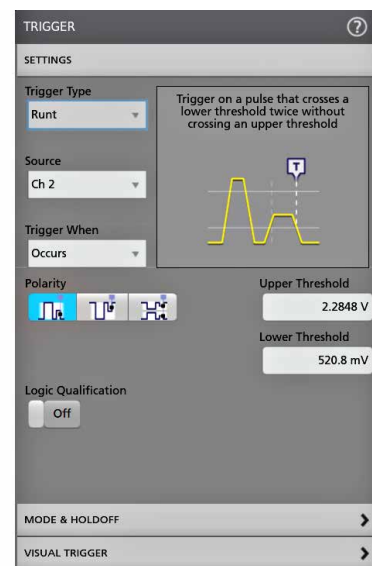 TRIGGER
?
SETTINGS
Trigger Type
Runt
Trigger on a pulse that crosses a
lower threshold twice without
crossing an upper threshold
T
Source
Ch 2
Trigger When
Occurs
Polarity
Upper Threshold
2.2848 V
Lower Threshold
520.8 mV
Logic Qualification
Off
MODE & HOLDOFF
VISUAL TRIGGER